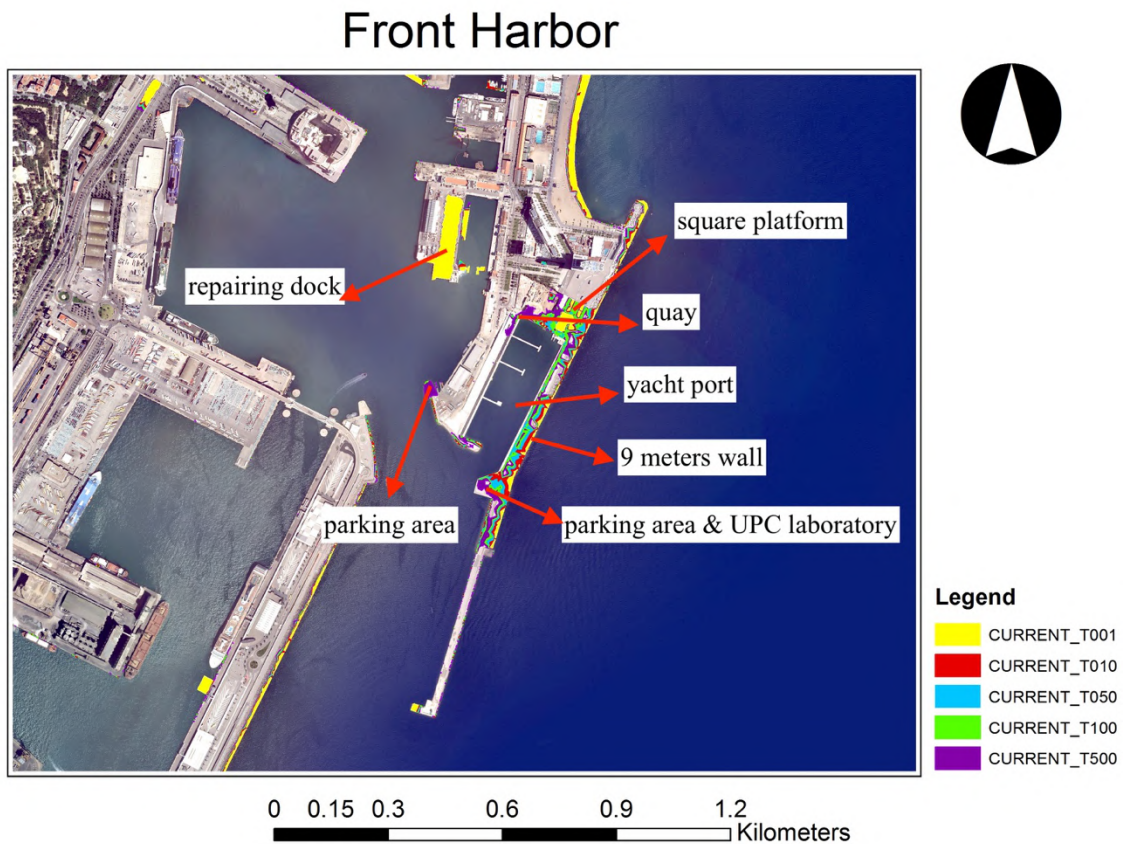 Front Harbor
square platform
repairing dock
quay
yacht port
9 meters wall
parking area
parking area & UPC laboratory
Legend
CURRENT_T001
CURRENT_T010
CURRENT_T050
CURRENT_T100
CURRENT_T500
0 0.15 0.3 0.6 0.9 1.2
Kilometers